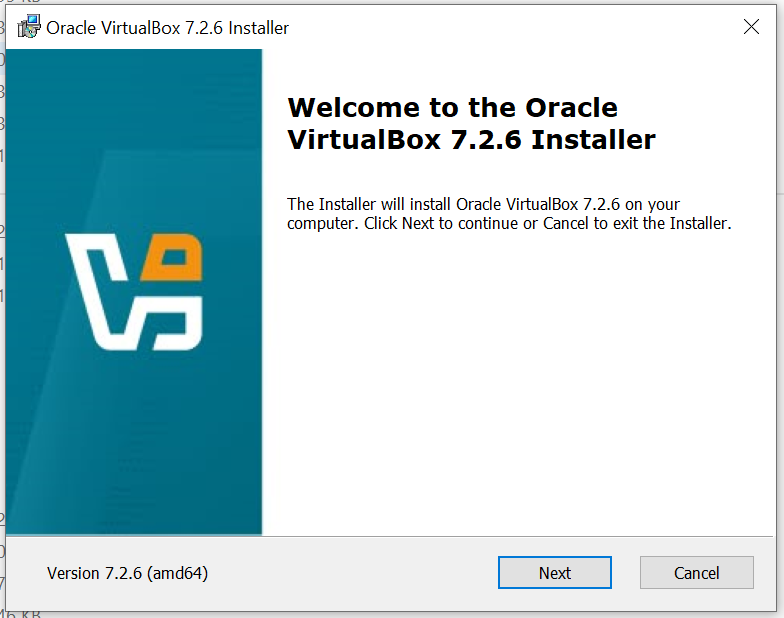 Oracle VirtualBox 7.2.6 Installer
Welcome to the Oracle
VirtualBox 7.2.6 Installer
The Installer will install Oracle VirtualBox 7.2.6 on your
computer. Click Next to continue or Cancel to exit the Installer.
Version 7.2.6 (amd64)
Next
Cancel